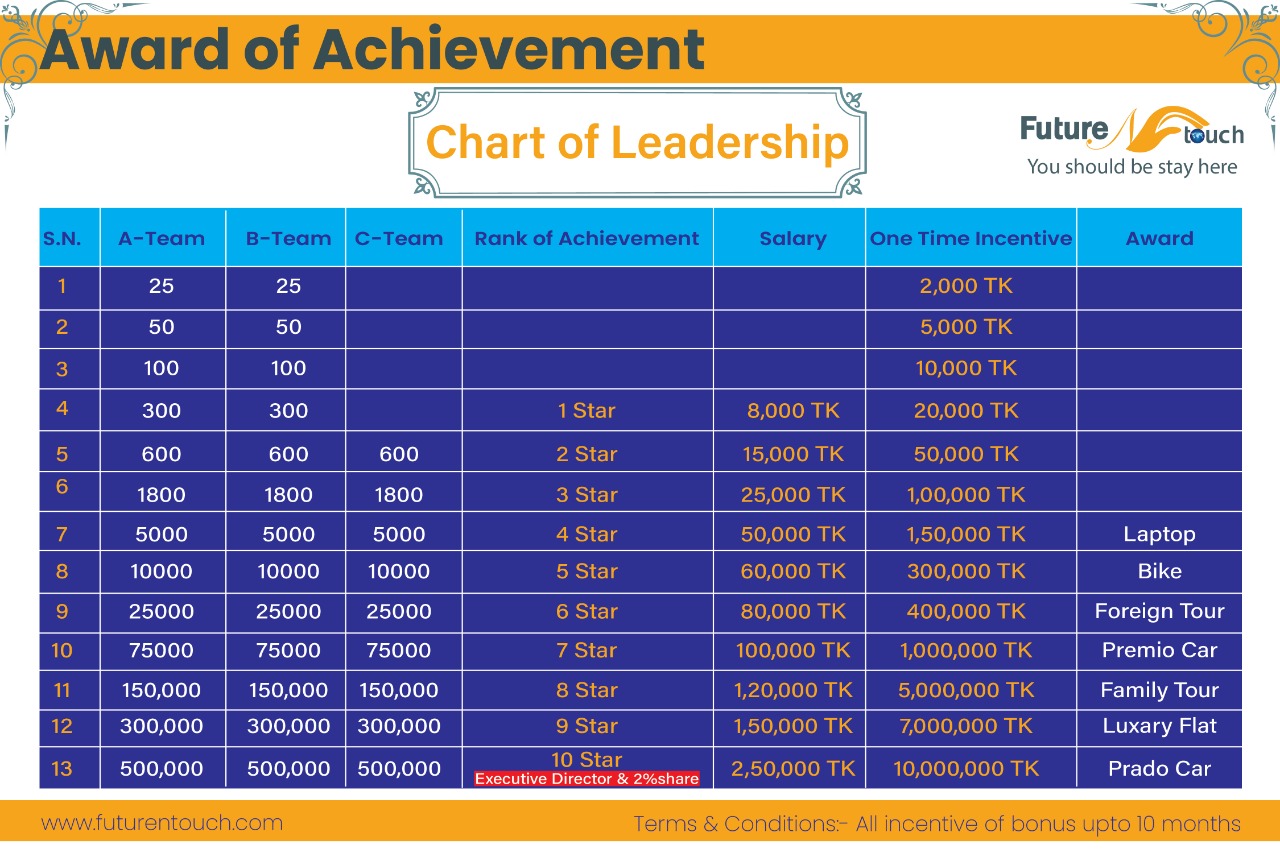 Award of Achievement
Chart of Leadership
Future N touch
You should be stay here
S.N. A-Team B-Team C-Team Rank of Achievement Salary One Time Incentive Award
1 25 25 2,000 TK
2 50 50 5,000 TK
3 100 100 10,000 TK
4 300 300 1 Star 8,000 TK 20,000 TK
5 600 600 600 2 Star 15,000 TK 50,000 TK
6 1800 1800 1800 3 Star 25,000 TK 1,00,000 TK
7 5000 5000 5000 4 Star 50,000 TK 1,50,000 TK Laptop
8 10000 10000 10000 5 Star 60,000 TK 300,000 TK Bike
9 25000 25000 25000 6 Star 80,000 TK 400,000 TK Foreign Tour
10 75000 75000 75000 7 Star 100,000 TK 1,000,000 TK Premio Car
11 150,000 150,000 150,000 8 Star 1,20,000 TK 5,000,000 TK Family Tour
12 300,000 300,000 300,000 9 Star 1,50,000 TK 7,000,000 TK Luxary Flat
13 500,000 500,000 500,000 10 Star 2,50,000 TK 10,000,000 TK Prado Car
Executive Director & 2%share
www.futurentouch.com Terms & Conditions:- All incentive of bonus upto 10 months